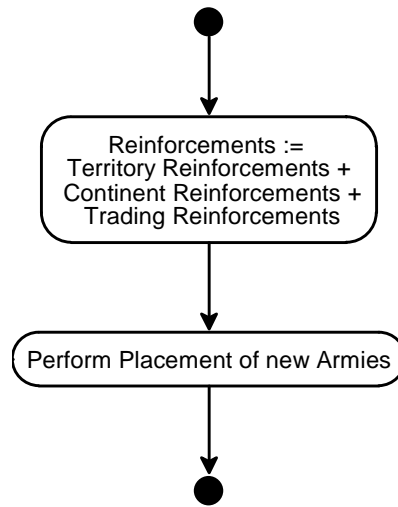 Reinforcements :=
Territory Reinforcements +
Continent Reinforcements +
Trading Reinforcements
Perform Placement of new Armies